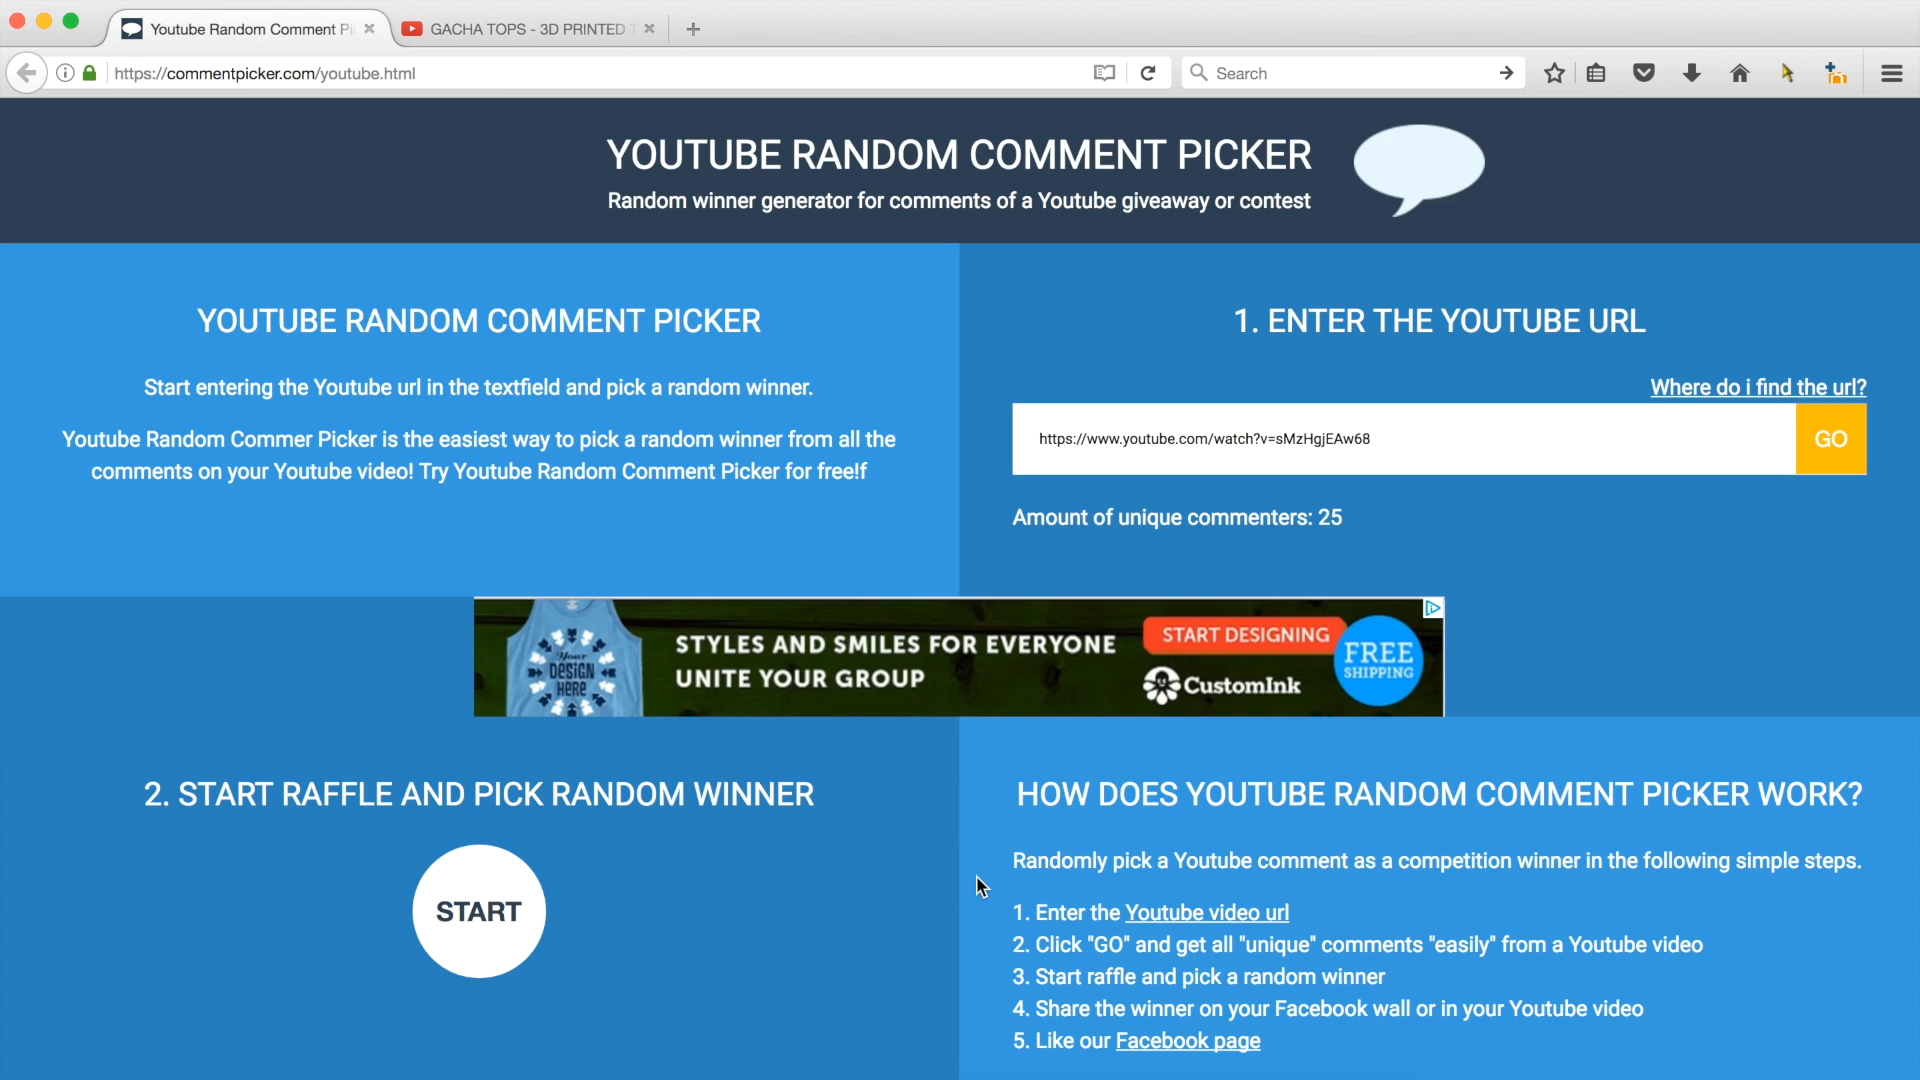 Youtube Random Comment Pi
GACHA TOPS - 3D PRINTED T
https://commentpicker.com/youtube.html
Search
YOUTUBE RANDOM COMMENT PICKER
Random winner generator for comments of a Youtube giveaway or contest
YOUTUBE RANDOM COMMENT PICKER
Start entering the Youtube url in the textfield and pick a random winner.
Youtube Random Commer Picker is the easiest way to pick a random winner from all the
comments on your Youtube video! Try Youtube Random Comment Picker for free!f
1. ENTER THE YOUTUBE URL
Where do i find the url?
https://www.youtube.com/watch?v=sMzHgjEAw68
GO
Amount of unique commenters: 25
Your
DESIGN
HERE
STYLES AND SMILES FOR EVERYONE
UNITE YOUR GROUP
START DESIGNING
CustomInk
FREE
SHIPPING
2. START RAFFLE AND PICK RANDOM WINNER
START
HOW DOES YOUTUBE RANDOM COMMENT PICKER WORK?
Randomly pick a Youtube comment as a competition winner in the following simple steps.
1. Enter the Youtube video url
2. Click "GO" and get all "unique" comments "easily" from a Youtube video
3. Start raffle and pick a random winner
4. Share the winner on your Facebook wall or in your Youtube video
5. Like our Facebook page